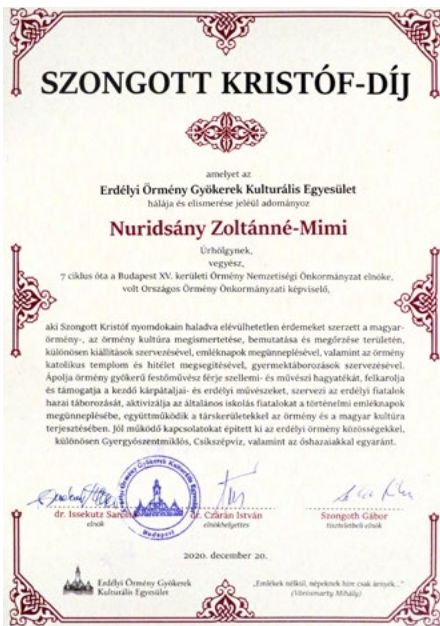 SZONGOTT KRISTÓF-DÍJ
amelyet az
Erdélyi Örmény Gyökerek Kulturális Egyesület
hálája és elismerése jeléül adományoz
Nuridsány Zoltánné-Mimi
Úrhölgynek,
vegyész,
7 ciklus óta a Budapest XV. kerületi Örmény Nemzetiségi Önkormányzat elnöke,
volt Országos Örmény Önkormányzati képviselő,
aki Szongott Kristóf nyomdokain haladva elévülhetetlen érdemeket szerzett a magyar-
örmény-, az örmény kultúra megismertetése, bemutatása és megőrzése területén,
különösen kiállítások szervezésével, emléknapok megünneplésével, valamint az örmény
katolikus templom és hitélet megsegítésével, gyermektáborozások szervezésével.
Ápolja örmény gyökerű festőművész férje szellemi- és művészi hagyatékát, felkarolja
és támogatja a kezdő kárpátaljai- és erdélyi művészeket, szervezi az erdélyi fiatalok
hazai táborozását, aktivizálja az általános iskolás fiatalokat a történelmi emléknapok
megünneplésébe, együttműködik a társkerületekkel az örmény és a magyar kultúra
terjesztésében. Jól működő kapcsolatokat épített ki az erdélyi örmény közösségekkel,
különösen Gyergyószentmiklós, Csíkszépvíz, valamint az óshazaiakkal egyaránt.
Erdélyi Örmény Gyökerek Kulturális Egyesület
Budapest
dr. Issekutz Sarolta
elnök
dr. Czárán István
elnökhelyettes
Szongoth Gábor
tiszteletbeli elnök
2020. december 20.
Erdélyi Örmény Gyökerek
Kulturális Egyesület
„Emlékek nélkül, népeknek híre csak árnyék..."
(Vörösmarty Mihály)